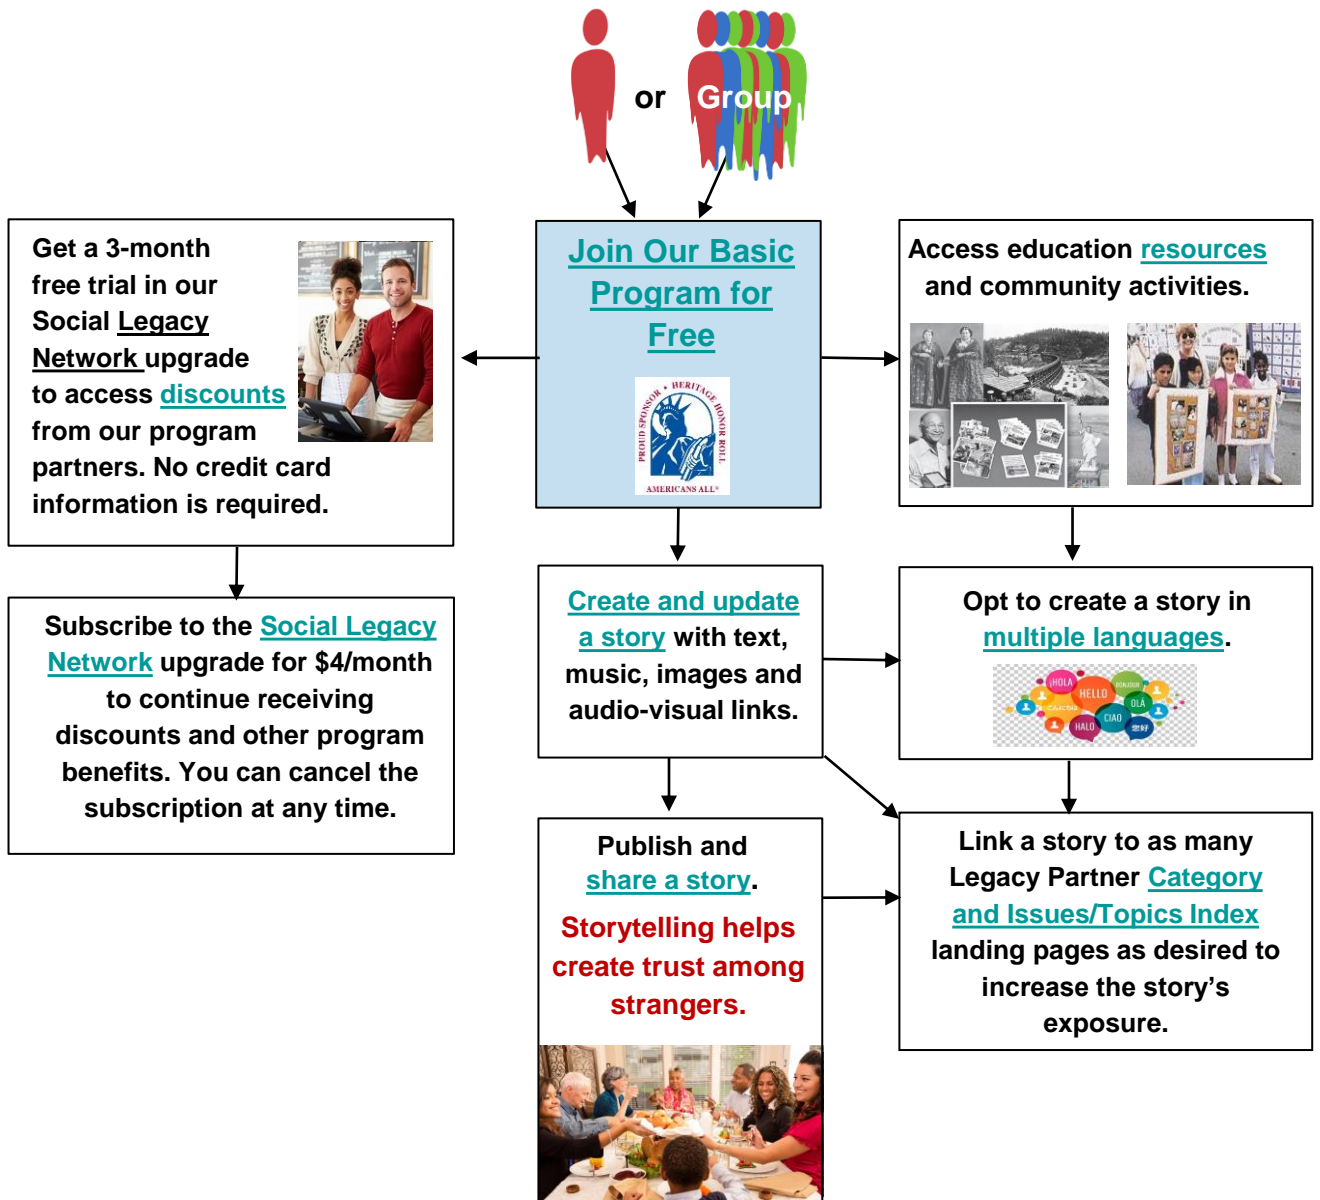 or
Group
Get a 3-month
free trial in our
Social Legacy
Network upgrade
to access discounts
from our program
partners. No credit card
information is required.
Join Our Basic
Program for
Free
PROUD SPONSOR • HERITAGE HONOR ROLL
AMERICANS ALL®
Access education resources
and community activities.
Subscribe to the Social Legacy
Network upgrade for $4/month
to continue receiving
discounts and other program
benefits. You can cancel the
subscription at any time.
Create and update
a story with text,
music, images and
audio-visual links.
Opt to create a story in
multiple languages.
¡HOLA
HELLO
BONJOUR
OLÁ
CIAO
HALO
您好
Publish and
share a story.
Storytelling helps
create trust among
strangers.
Link a story to as many
Legacy Partner Category
and Issues/Topics Index
landing pages as desired to
increase the story’s
exposure.